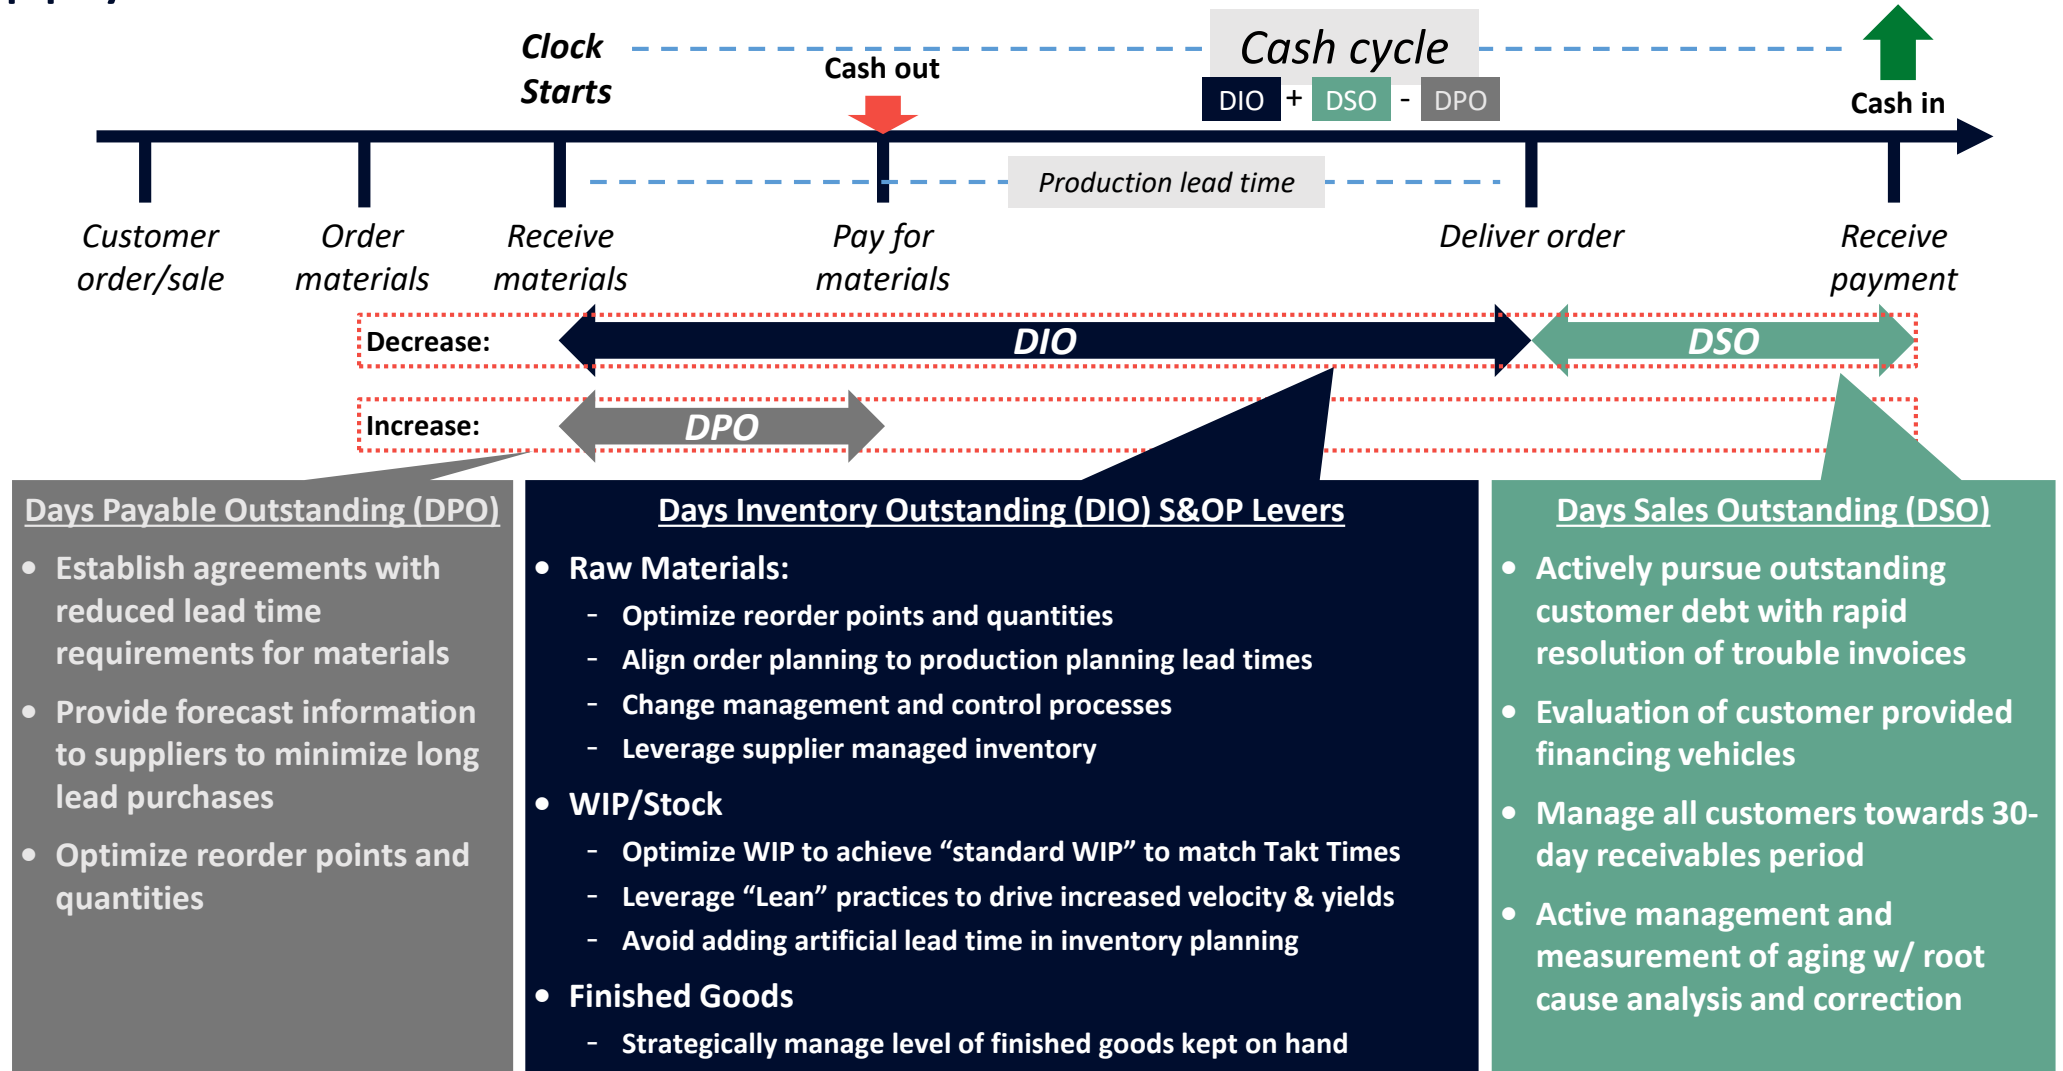 Clock
Starts
Cash out
Cash cycle
DIO + DSO - DPO
Cash in
Production lead time
Customer
order/sale
Order
materials
Receive
materials
Pay for
materials
Deliver order
Receive
payment
Decrease:
DIO
DSO
Increase:
DPO
Days Payable Outstanding (DPO)
• Establish agreements with
reduced lead time
requirements for materials
• Provide forecast information
to suppliers to minimize long
lead purchases
• Optimize reorder points and
quantities
Days Inventory Outstanding (DIO) S&OP Levers
• Raw Materials:
- Optimize reorder points and quantities
- Align order planning to production planning lead times
- Change management and control processes
- Leverage supplier managed inventory
• WIP/Stock
- Optimize WIP to achieve “standard WIP” to match Takt Times
- Leverage “Lean” practices to drive increased velocity & yields
- Avoid adding artificial lead time in inventory planning
• Finished Goods
- Strategically manage level of finished goods kept on hand
Days Sales Outstanding (DSO)
• Actively pursue outstanding
customer debt with rapid
resolution of trouble invoices
• Evaluation of customer provided
financing vehicles
• Manage all customers towards 30-
day receivables period
• Active management and
measurement of aging w/ root
cause analysis and correction